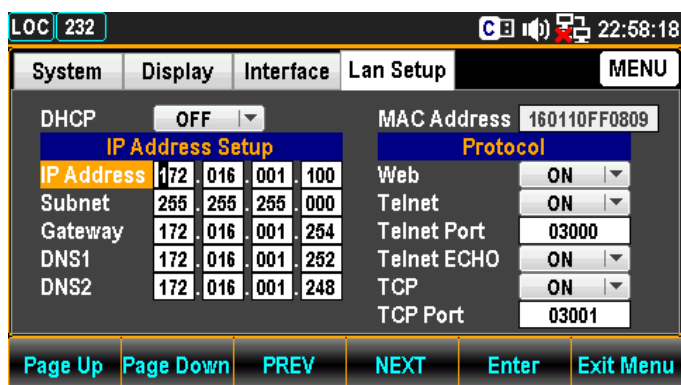 LOC 232 C 22:58:18
System Display Interface Lan Setup MENU
DHCP OFF MAC Address 160110FF0809
IP Address Setup Protocol
IP Address 172 . 016 . 001 . 100 Web ON
Subnet 255 . 255 . 255 . 000 Telnet ON
Gateway 172 . 016 . 001 . 254 Telnet Port 03000
DNS1 172 . 016 . 001 . 252 Telnet ECHO ON
DNS2 172 . 016 . 001 . 248 TCP ON
TCP Port 03001
Page Up Page Down PREV NEXT Enter Exit Menu